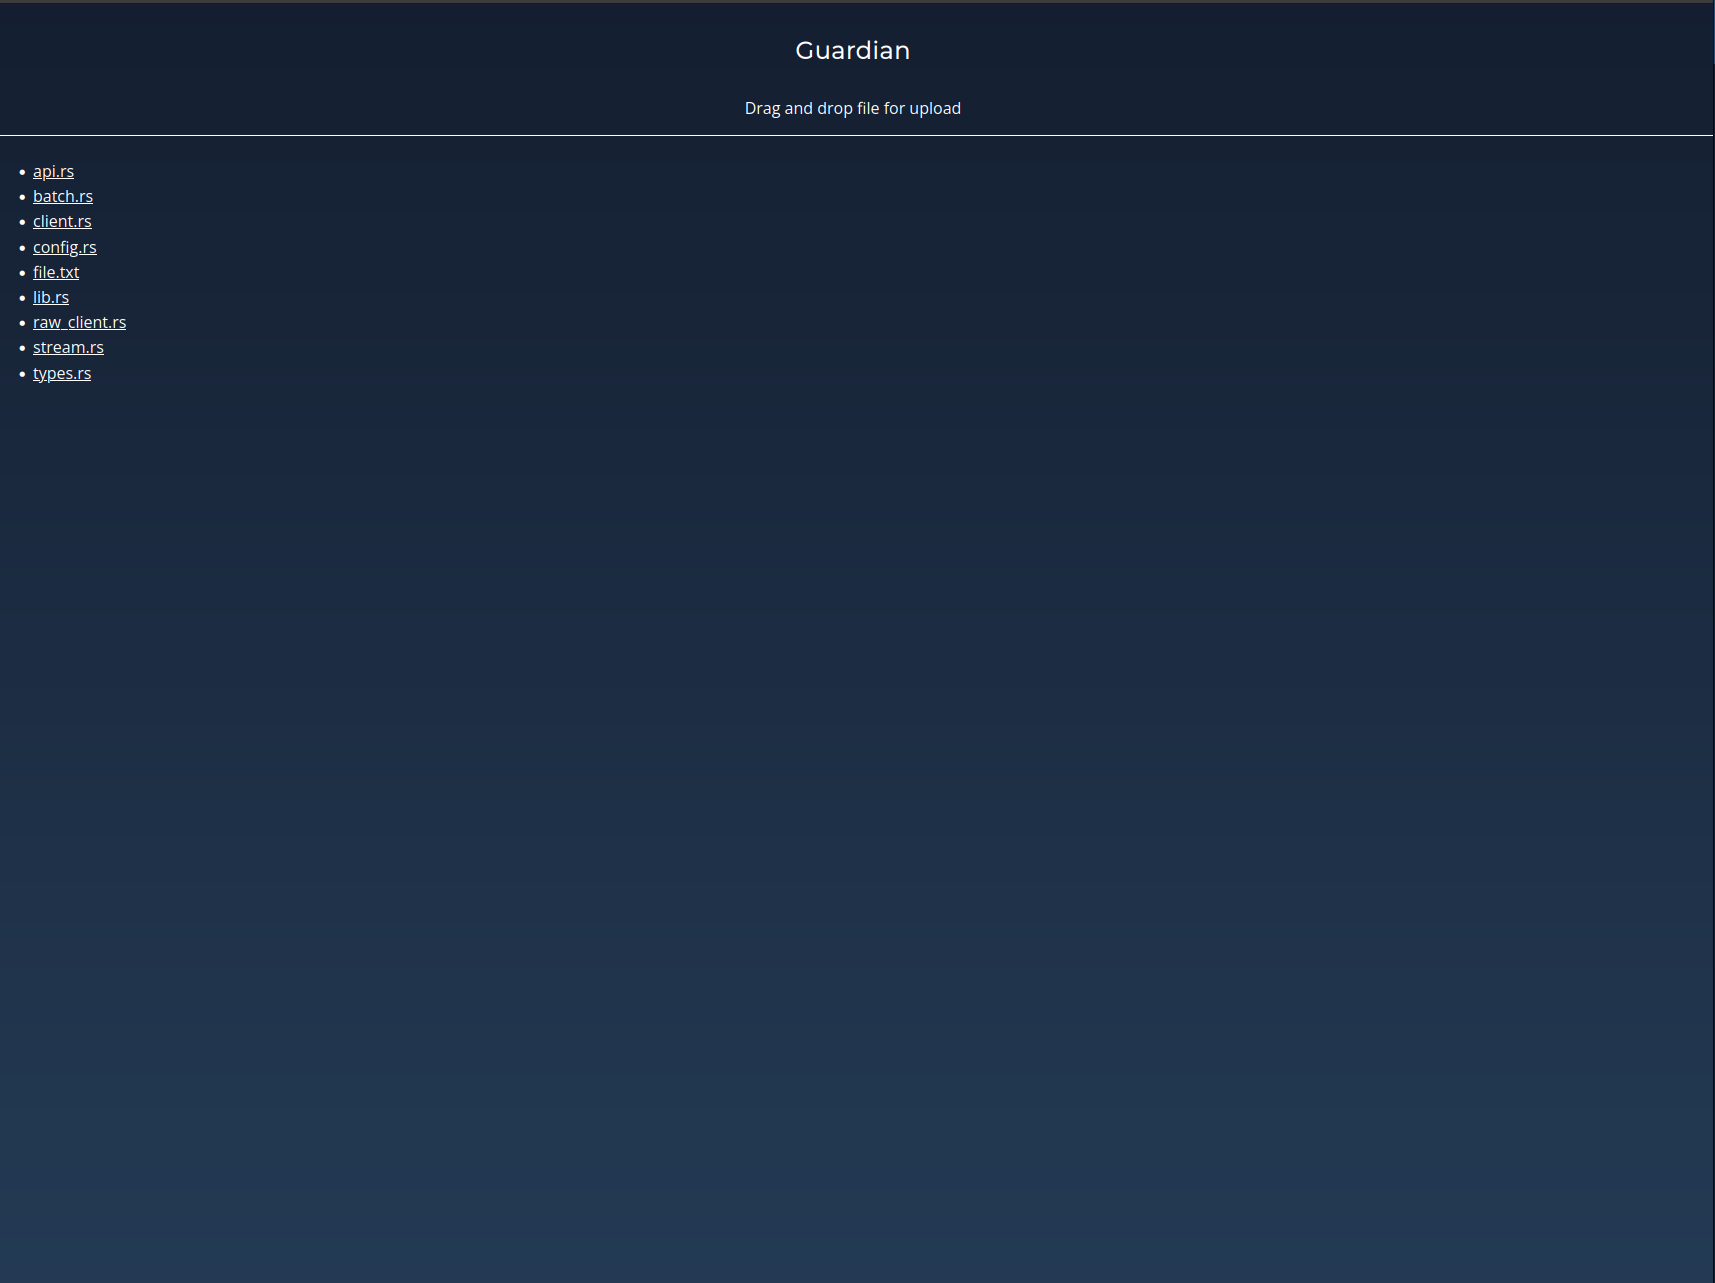 Guardian
Drag and drop file for upload
api.rs
batch.rs
client.rs
config.rs
file.txt
lib.rs
raw_client.rs
stream.rs
types.rs